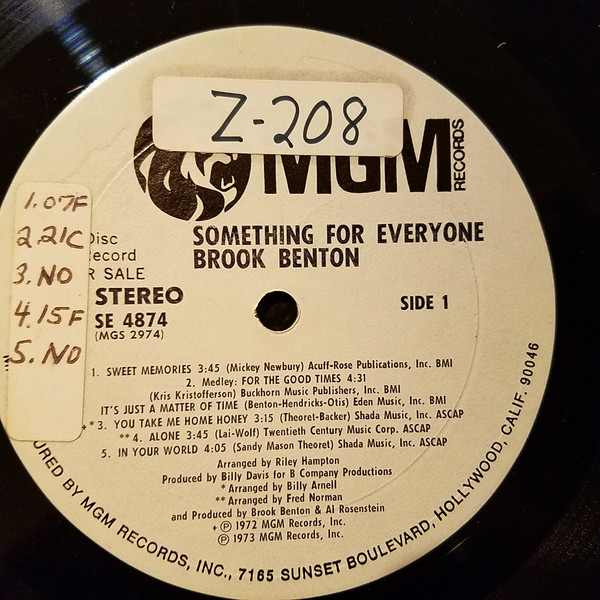 Z-208
MGM
RECORDS
1. 07F
2. 21C
3. NO
4. 15F
5. NO
Disc
Record
R SALE
SOMETHING FOR EVERYONE
BROOK BENTON
STEREO
SE 4874
(MGS 2974)
SIDE 1
1. SWEET MEMORIES 3:45 (Mickey Newbury) Acuff-Rose Publications, Inc. BMI
2. Medley: FOR THE GOOD TIMES 4:31
(Kris Kristofferson) Buckhorn Music Publishers, Inc. BMI
IT'S JUST A MATTER OF TIME (Benton-Hendricks-Otis) Eden Music, Inc. BMI
+* 3. YOU TAKE ME HOME HONEY 3:15 (Theoret-Backer) Shada Music, Inc. ASCAP
** 4. ALONE 3:45 (Lai-Wolf) Twentieth Century Music Corp. ASCAP
5. IN YOUR WORLD 4:05 (Sandy Mason Theoret) Shada Music, Inc. ASCAP
Arranged by Riley Hampton
Produced by Billy Davis for B Company Productions
* Arranged by Billy Arnell
** Arranged by Fred Norman
and Produced by Brook Benton & Al Rosenstein
+ ℗ 1972 MGM Records, Inc.
℗ 1973 MGM Records, Inc.
URED BY MGM RECORDS, INC., 7165 SUNSET BOULEVARD, HOLLYWOOD, CALIF. 90046